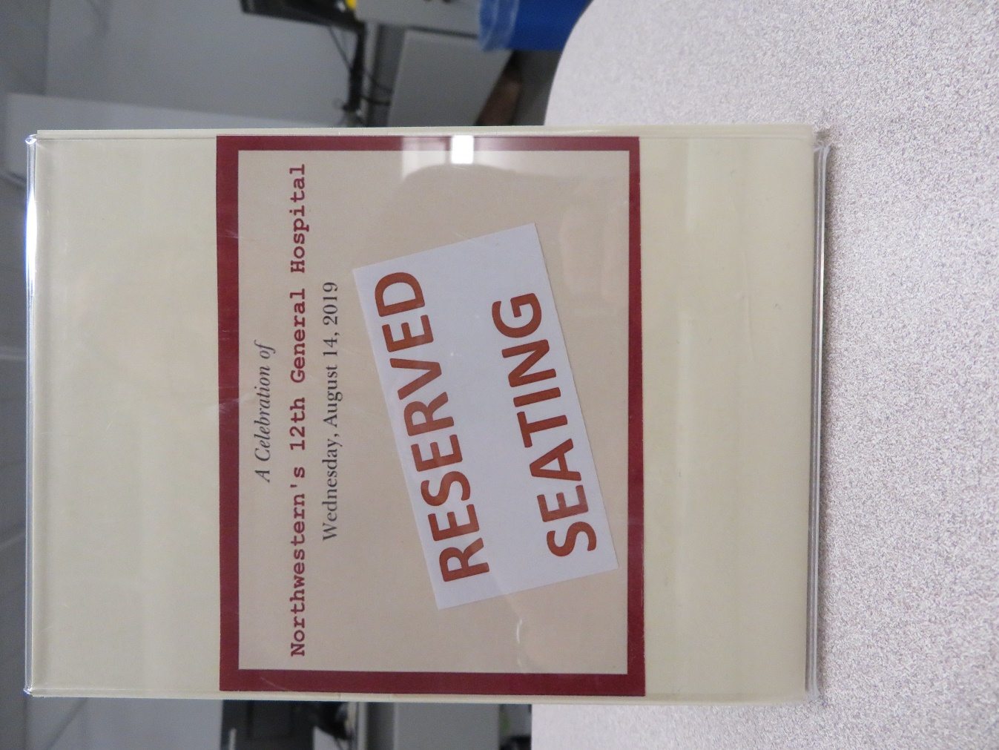 A Celebration of
Northwestern's 12th General Hospital
Wednesday, August 14, 2019
RESERVED
SEATING